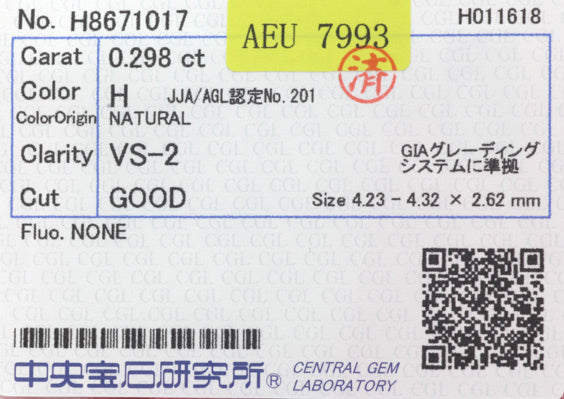 No. H8671017
H011618
AEU 7993
済
Carat 0.298 ct
Color H JJA/AGL認定No.201
ColorOrigin NATURAL
Clarity VS-2
GIAグレーディング
システムに準拠
Cut GOOD Size 4.23 - 4.32 × 2.62 mm
Fluo. NONE
中央宝石研究所® CENTRAL GEM
LABORATORY